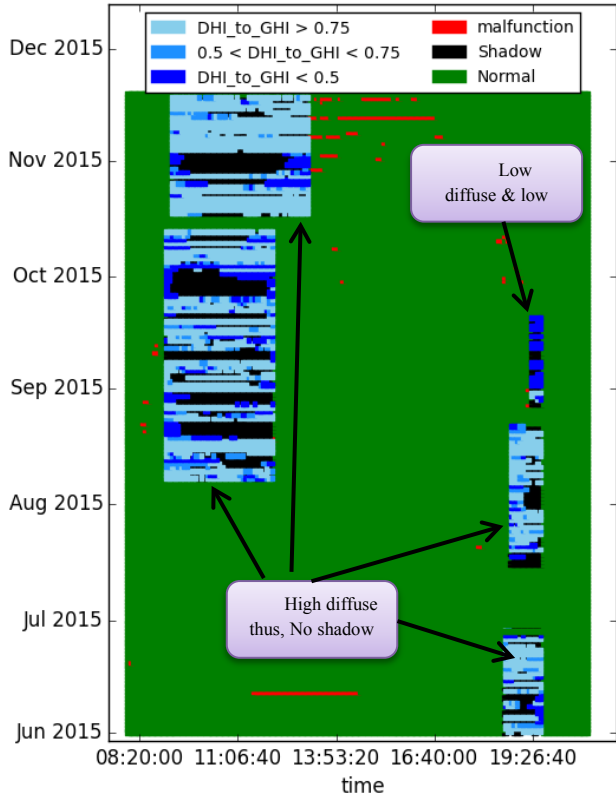 DHI_to_GHI > 0.75
0.5 < DHI_to_GHI < 0.75
DHI_to_GHI < 0.5
malfunction
Shadow
Normal
Dec 2015
Nov 2015
Oct 2015
Sep 2015
Aug 2015
Jul 2015
Jun 2015
Low
diffuse & low
High diffuse
thus, No shadow
08:20:00
11:06:40
13:53:20
16:40:00
19:26:40
time